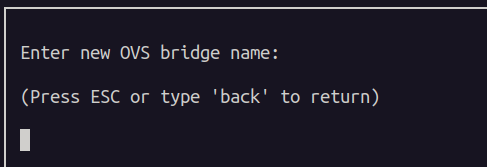 Enter new OVS bridge name:
(Press ESC or type 'back' to return)